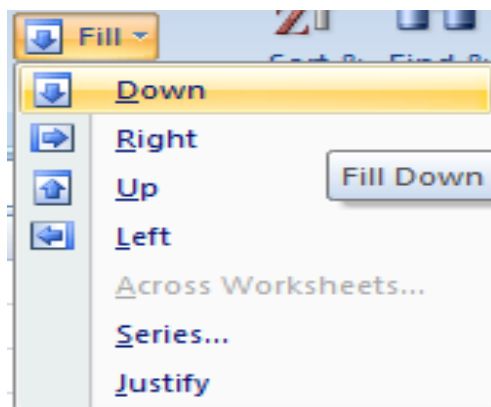 Fill
Down
Right
Fill Down
Up
Left
Across Worksheets...
Series...
Justify